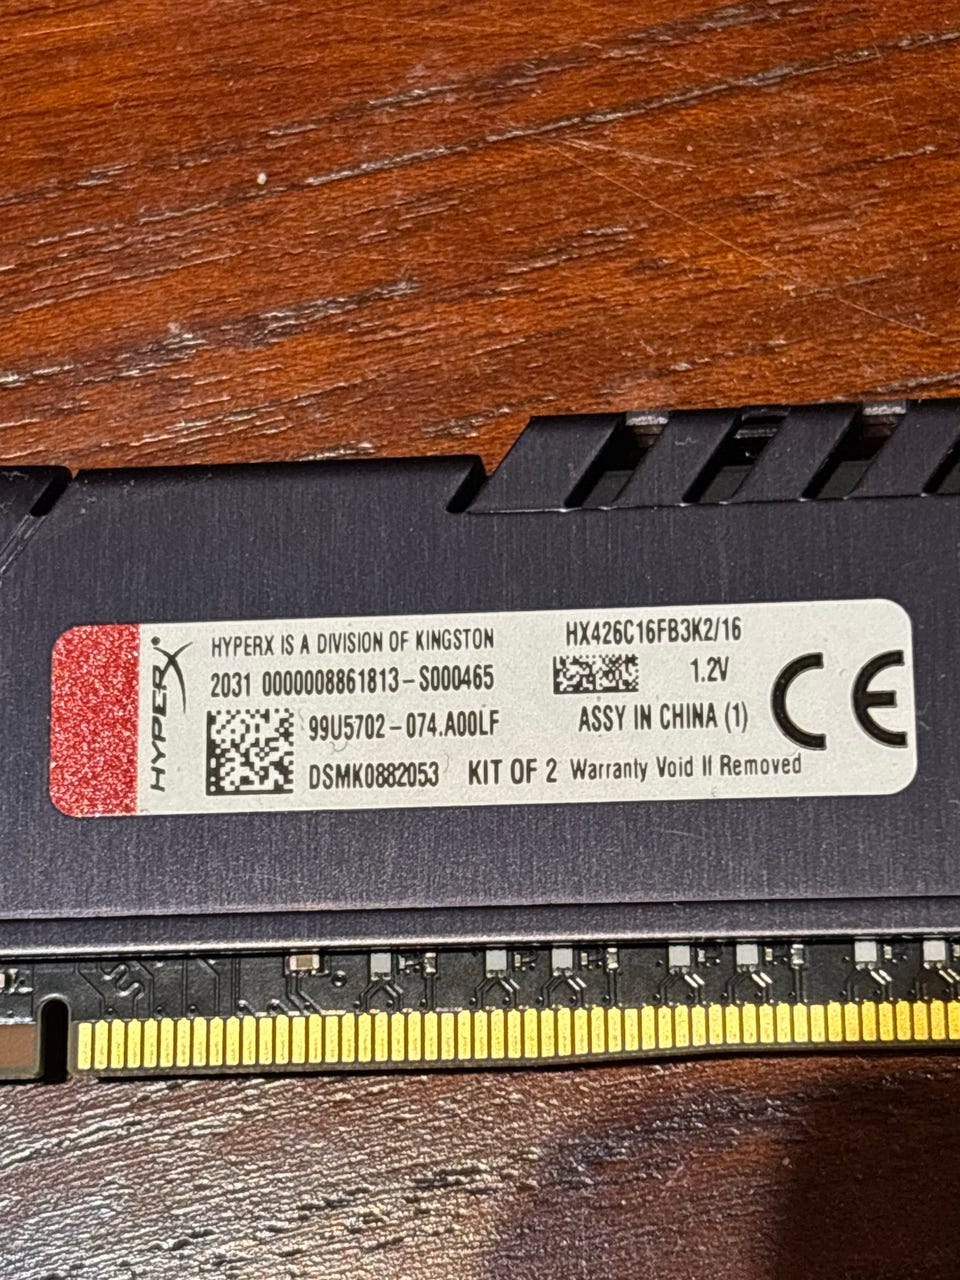 HYPERX
HYPERX IS A DIVISION OF KINGSTON
2031 0000008861813-S000465
99U5702-074.A00LF
DSMK0882053 KIT OF 2 Warranty Void If Removed
HX426C16FB3K2/16
1.2V
ASSY IN CHINA (1)
CE